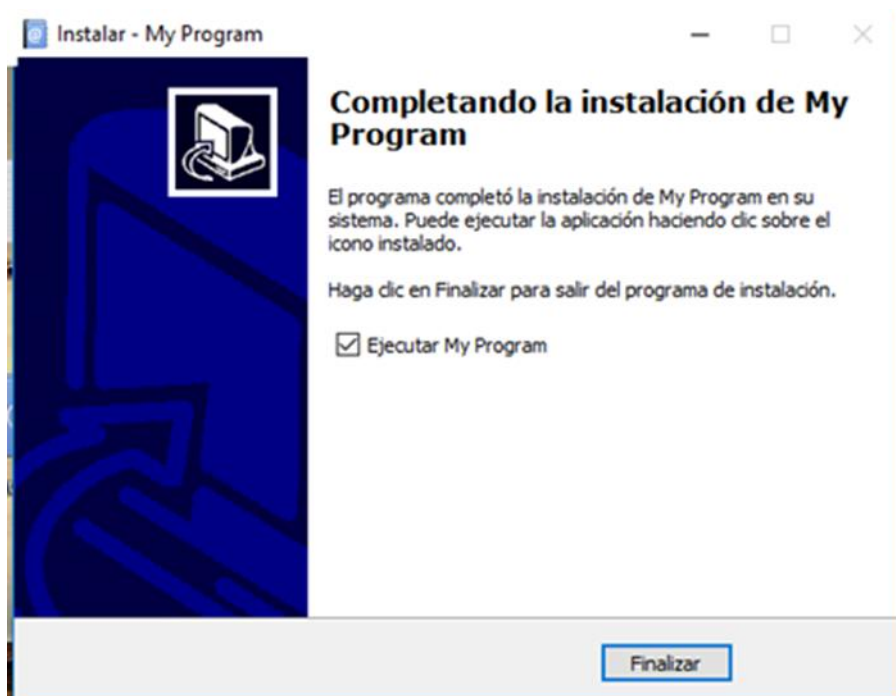 Instalar - My Program
Completando la instalación de My
Program
El programa completó la instalación de My Program en su
sistema. Puede ejecutar la aplicación haciendo clic sobre el
icono instalado.
Haga clic en Finalizar para salir del programa de instalación.
Ejecutar My Program
Finalizar